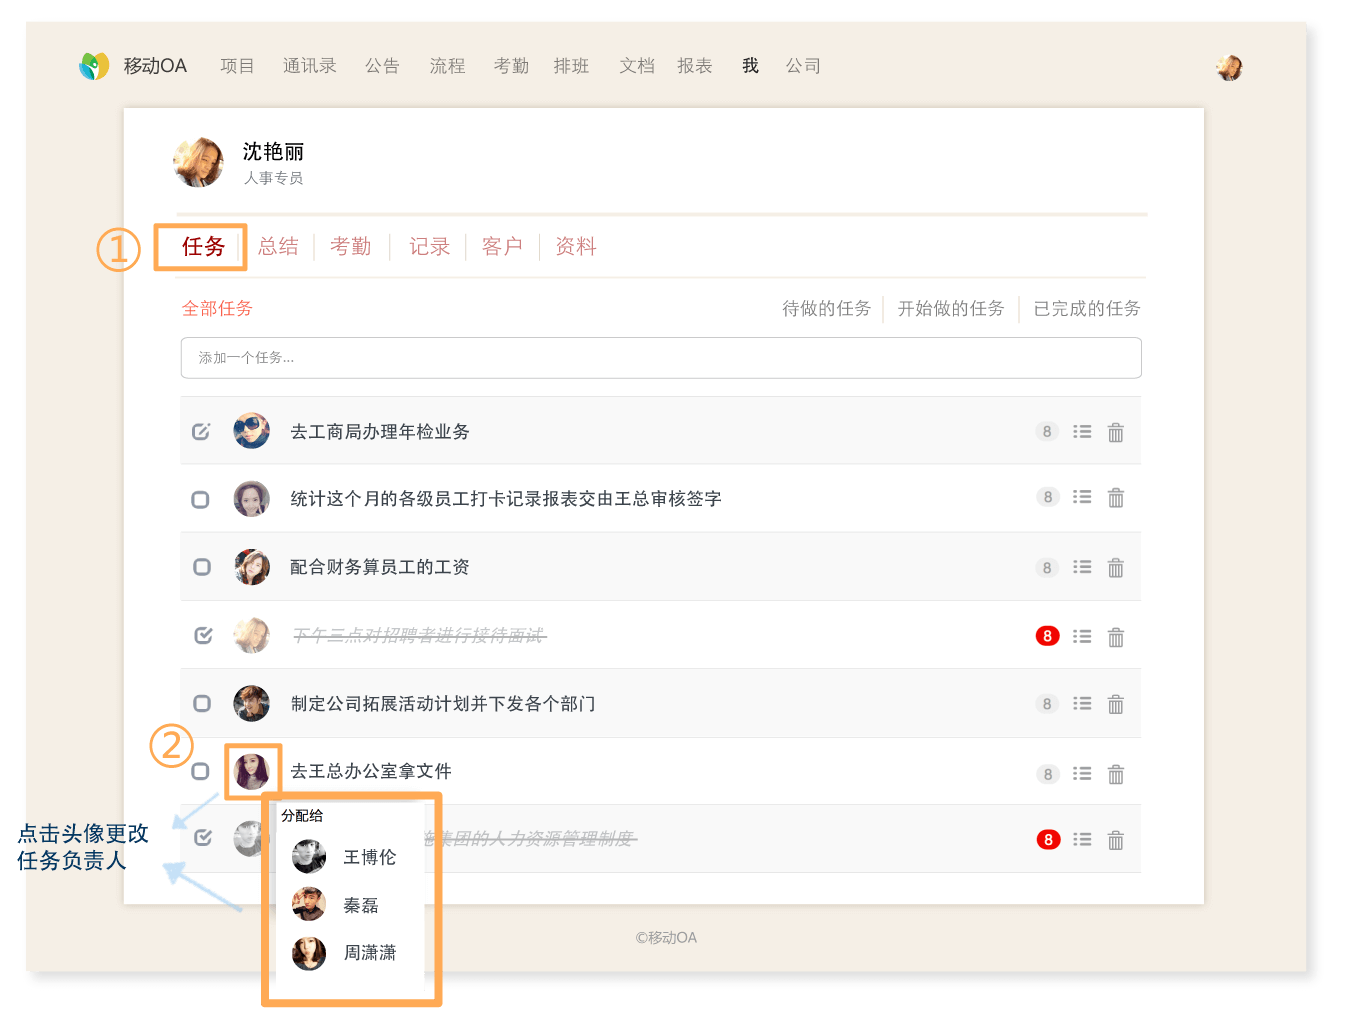 移动OA 项目 通讯录 公告 流程 考勤 排班 文档 报表 我 公司
沈艳丽
人事专员
① 任务 总结 考勤 记录 客户 资料
全部任务 待做的任务 开始做的任务 已完成的任务
添加一个任务...
去工商局办理年检业务 8
统计这个月的各级员工打卡记录报表交由王总审核签字 8
配合财务算员工的工资 8
下午三点对招聘者进行接待面试 8
制定公司拓展活动计划并下发各个部门 8
②
去王总办公室拿文件 8
分配给
点击头像更改
任务负责人
施集团的人力资源管理制度 8
王博伦
秦磊
周潇潇
©移动OA